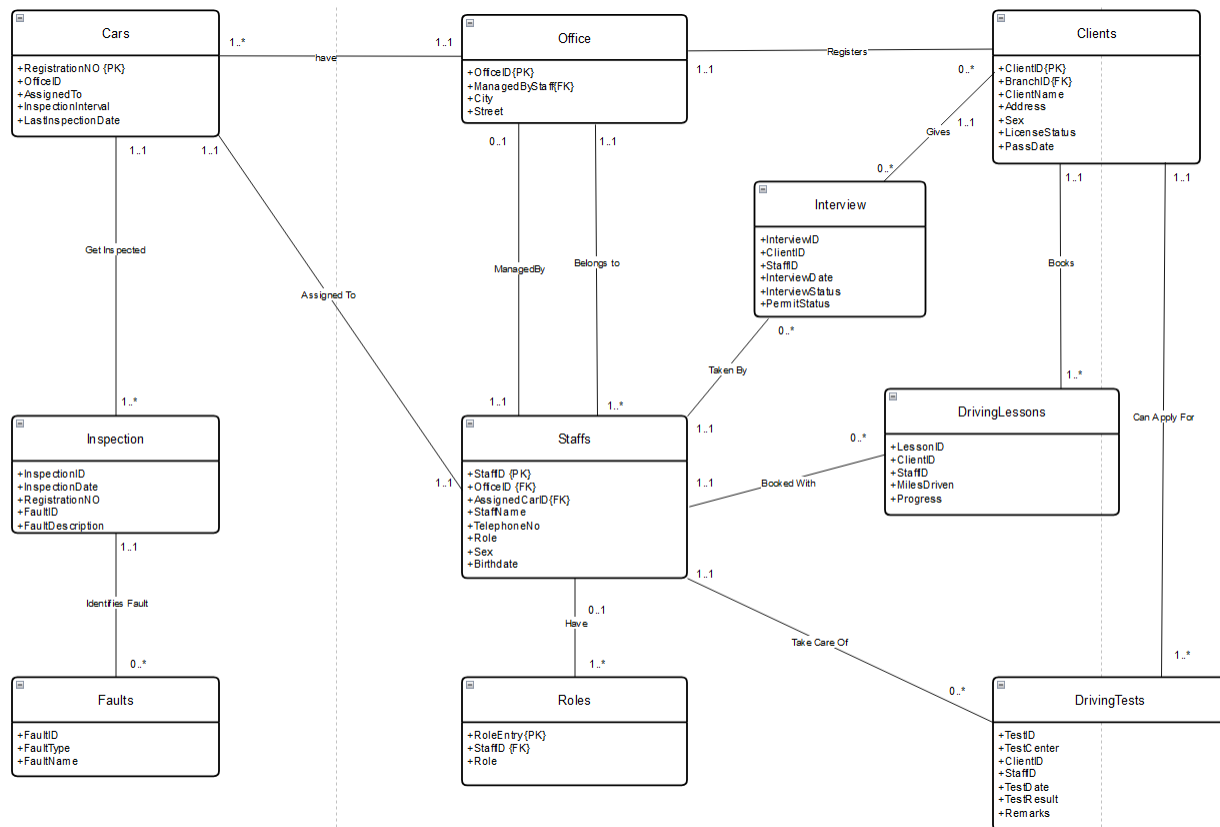 Cars
+RegistrationNO {PK}
+OfficeID
+AssignedTo
+InspectionInterval
+LastInspectionDate
1..*
have
1..1
Office
+OfficeID{PK}
+ManagedByStaff{FK}
+City
+Street
1..1
Registers
0..*
Clients
+ClientID{PK}
+BranchID{FK}
+ClientName
+Address
+Sex
+LicenseStatus
+PassDate
1..1
Gives
0..*
1..1
1..1
0..1
1..1
1..1
1..1
Interview
+InterviewID
+ClientID
+StaffID
+InterviewDate
+InterviewStatus
+PermitStatus
Get Inspected
Assigned To
ManagedBy
Belongs to
Books
0..*
Taken By
1..*
1..1
1..1
1..*
1..1
1..*
Inspection
+InspectionID
+InspectionDate
+RegistrationNO
+FaultID
+FaultDescription
Staffs
+StaffID {PK}
+OfficeID {FK}
+AssignedCarID{FK}
+StaffName
+TelephoneNo
+Role
+Sex
+Birthdate
0..*
Booked With
1..1
DrivingLessons
+LessonID
+ClientID
+StaffID
+MilesDriven
+Progress
Can Apply For
1..1
Identifies Fault
0..*
0..1
Have
1..*
1..1
Take Care Of
0..*
1..*
Faults
+FaultID
+FaultType
+FaultName
Roles
+RoleEntry{PK}
+StaffID {FK}
+Role
DrivingTests
+TestID
+TestCenter
+ClientID
+StaffID
+TestDate
+TestResult
+Remarks